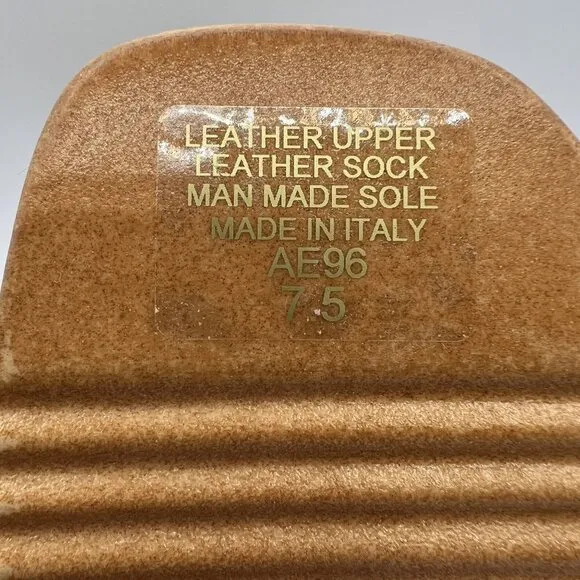 LEATHER UPPER
LEATHER SOCK
MAN MADE SOLE
MADE IN ITALY
AE96
7.5